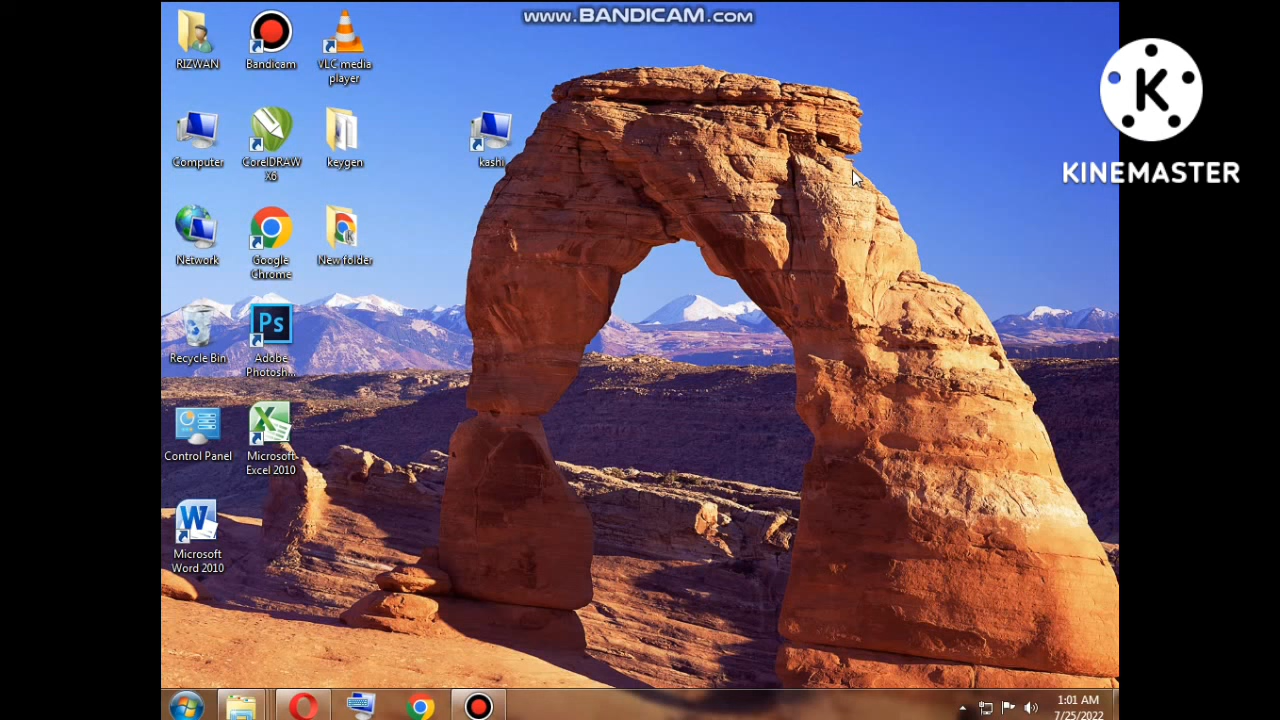 www.BANDICAM.com
K
KINEMASTER
RIZWAN
Bandicam
VLC media
player
Computer
CorelDRAW
X6
keygen
kashi
Network
Google
Chrome
New folder
Recycle Bin
Ps
Adobe
Photosh...
Control Panel
Microsoft
Excel 2010
W
Microsoft
Word 2010
1:01 AM
7/25/2022